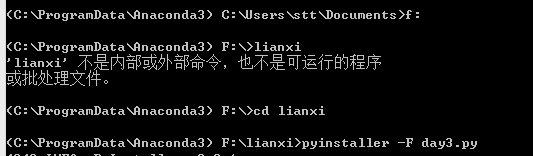 (C:\ProgramData\Anaconda3) C:\Users\stt\Documents>f:
(C:\ProgramData\Anaconda3) F:\>lianxi
'lianxi' 不是内部或外部命令，也不是可运行的程序
或批处理文件。
(C:\ProgramData\Anaconda3) F:\>cd lianxi
(C:\ProgramData\Anaconda3) F:\lianxi>pyinstaller -F day3.py